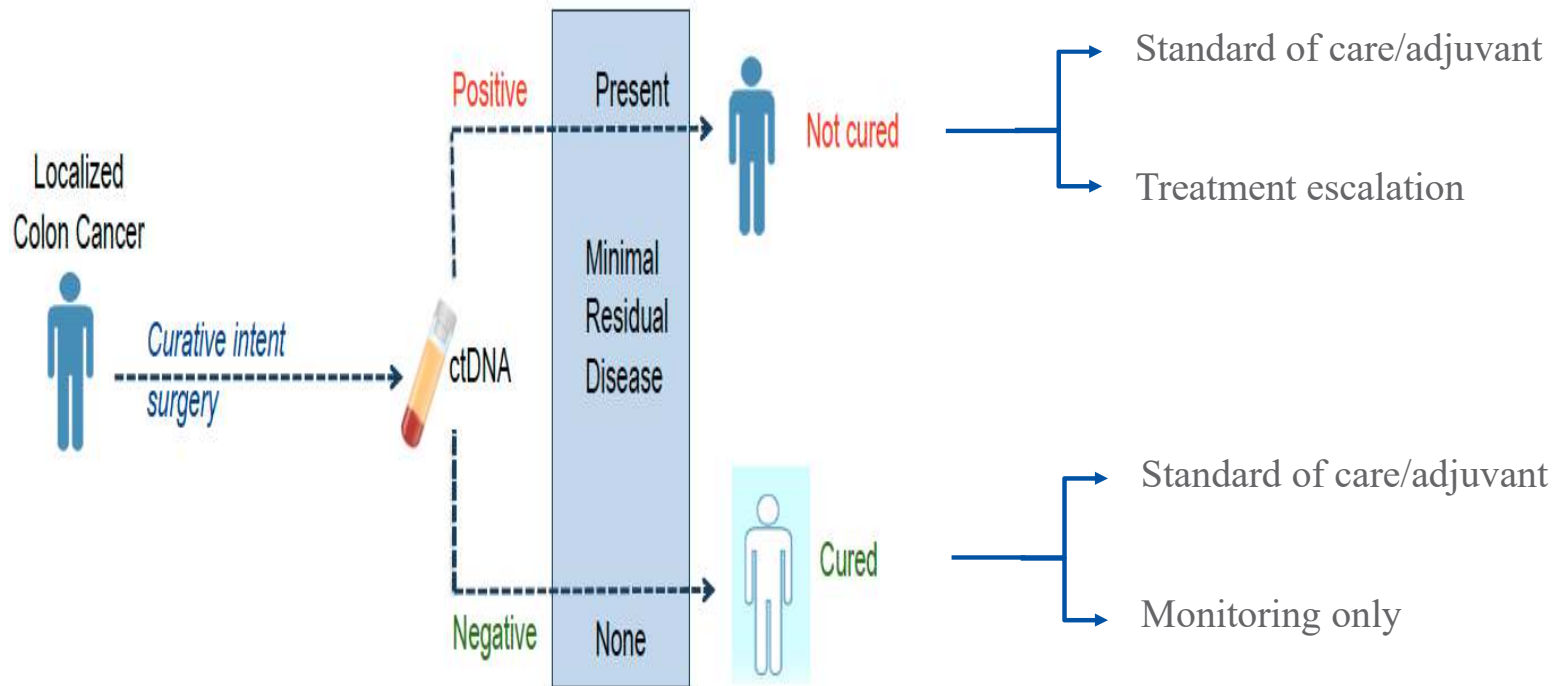 Localized
Colon Cancer
Curative intent
surgery
ctDNA
Positive
Negative
Present
Minimal
Residual
Disease
None
Not cured
Cured
Standard of care/adjuvant
Treatment escalation
Standard of care/adjuvant
Monitoring only